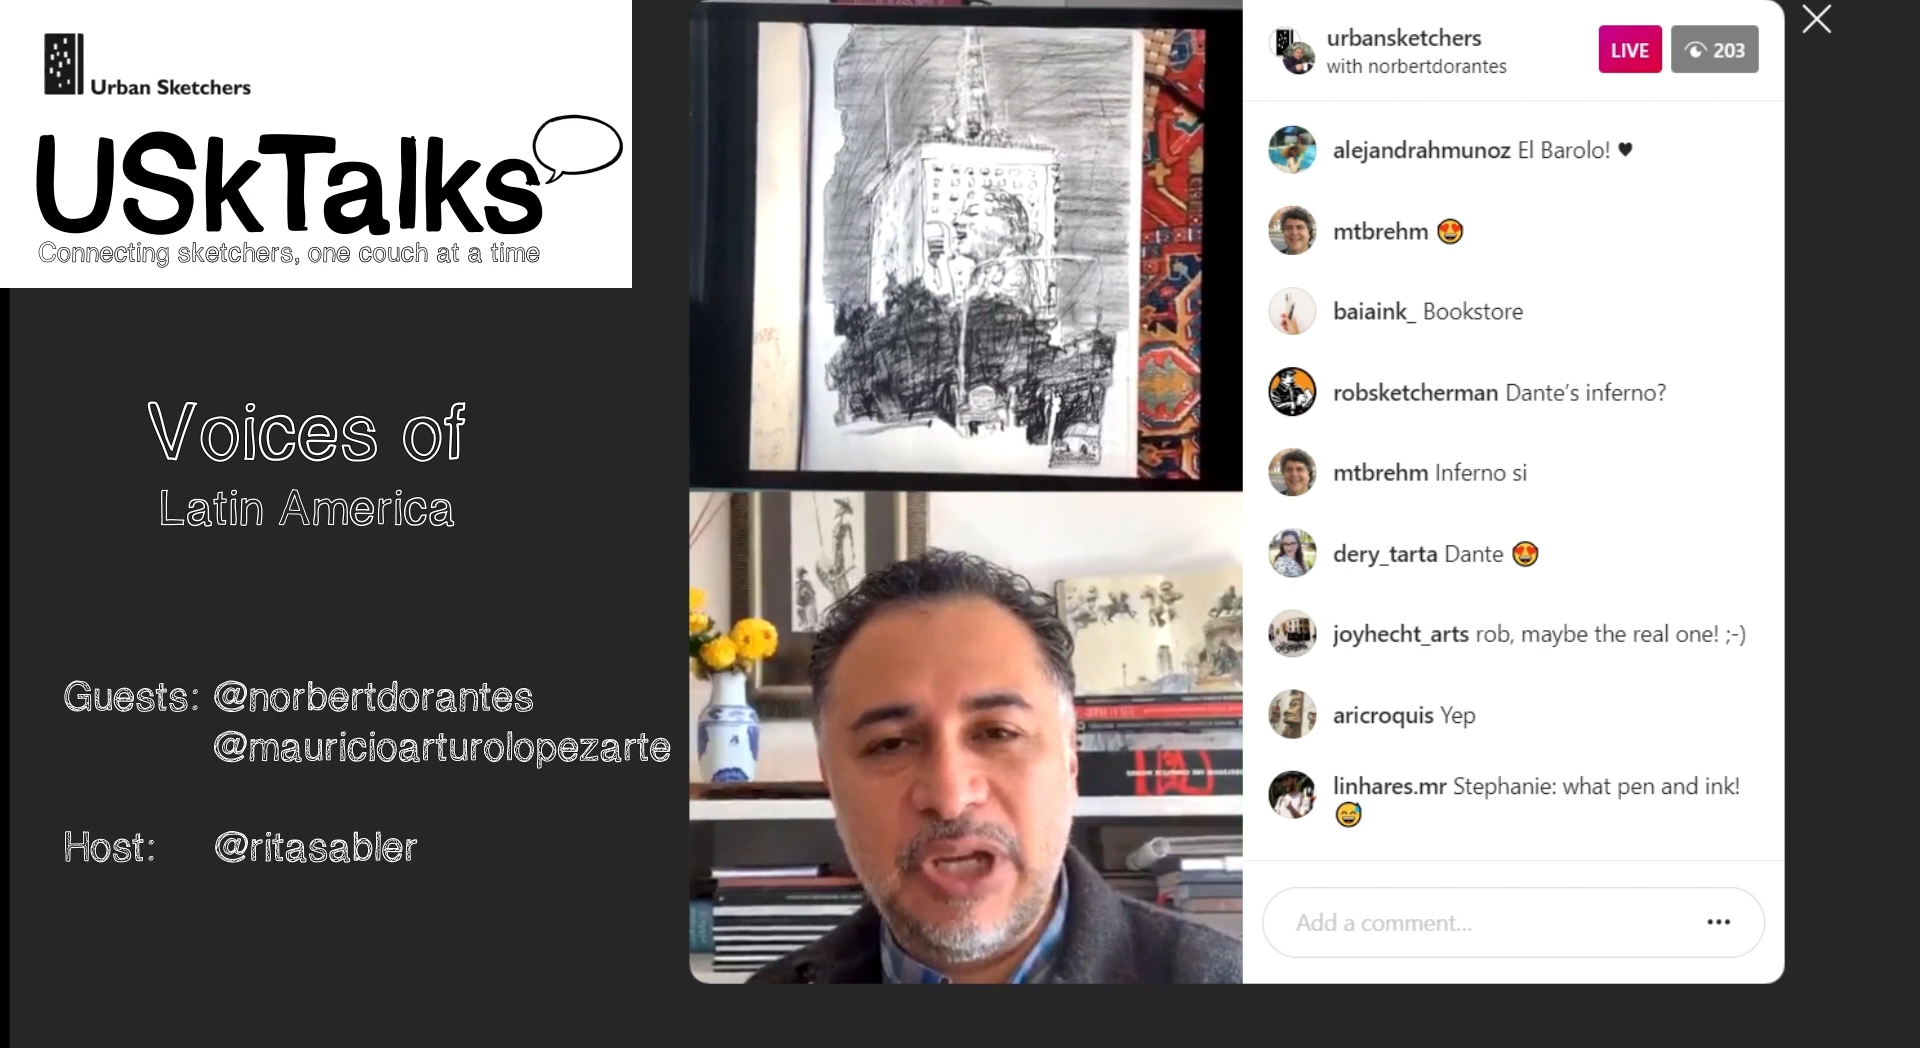 Urban Sketchers
USkTalks
Connecting sketchers, one couch at a time
Voices of
Latin America
Guests: @norbertdorantes
@mauricioarturolopezarte
Host: @ritasabler
urbansketchers
with norbertdorantes
LIVE
203
alejandrahmunoz El Barolo! ♥
mtbrehm 😍
baiaink_ Bookstore
robsketcherman Dante's inferno?
mtbrehm Inferno si
dery_tarta Dante 😍
joyhecht_arts rob, maybe the real one! ;-)
aricroquis Yep
linhares.mr Stephanie: what pen and ink!
😅
Add a comment...